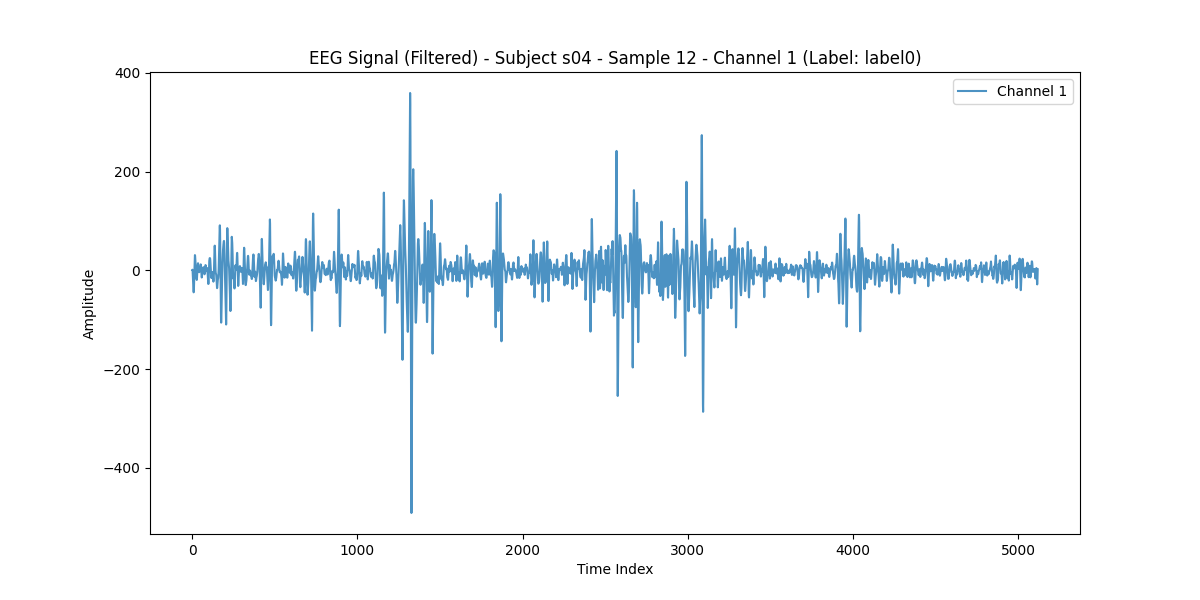 EEG Signal (Filtered) - Subject s04 - Sample 12 - Channel 1 (Label: label0)
Channel 1
400
200
0
−200
−400
Amplitude
0 1000 2000 3000 4000 5000
Time Index